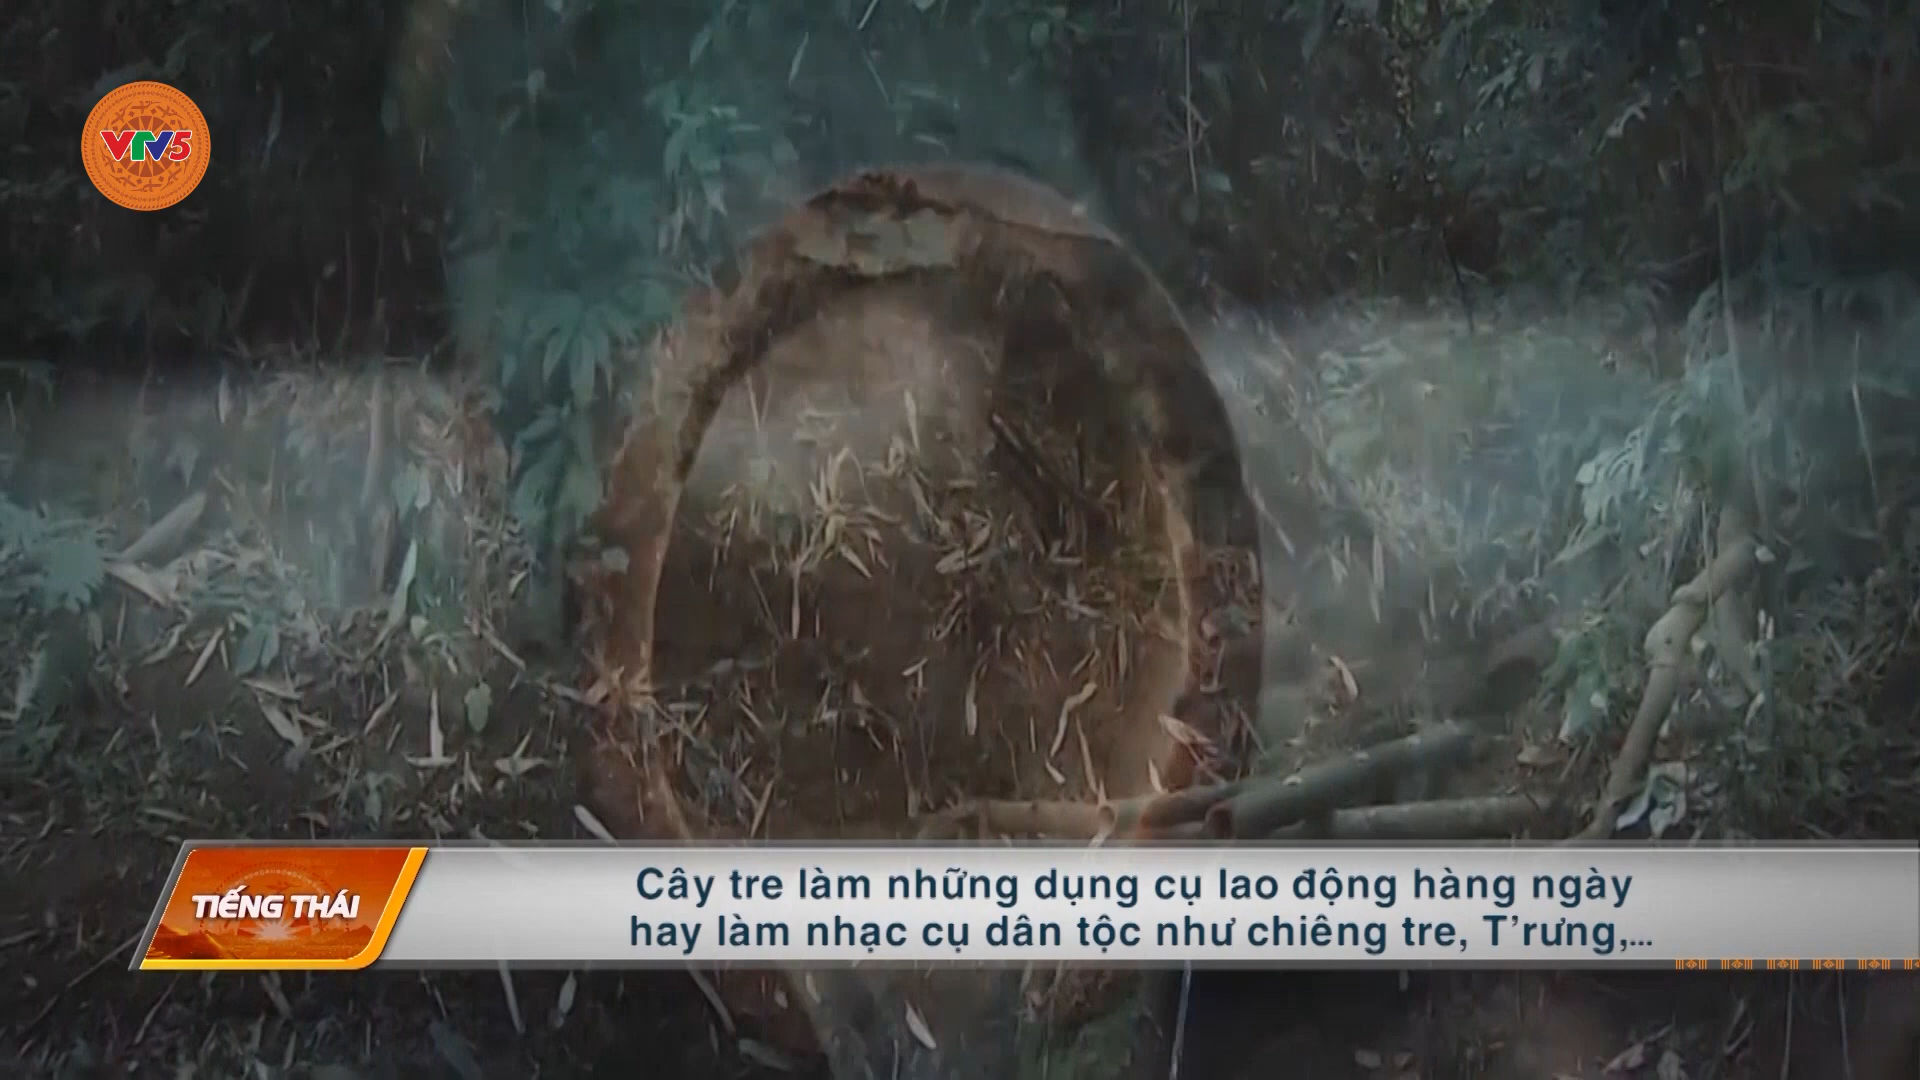 VTV5
TIẾNG THÁI
Cây tre làm những dụng cụ lao động hàng ngày
hay làm nhạc cụ dân tộc như chiêng tre, T’rưng,...